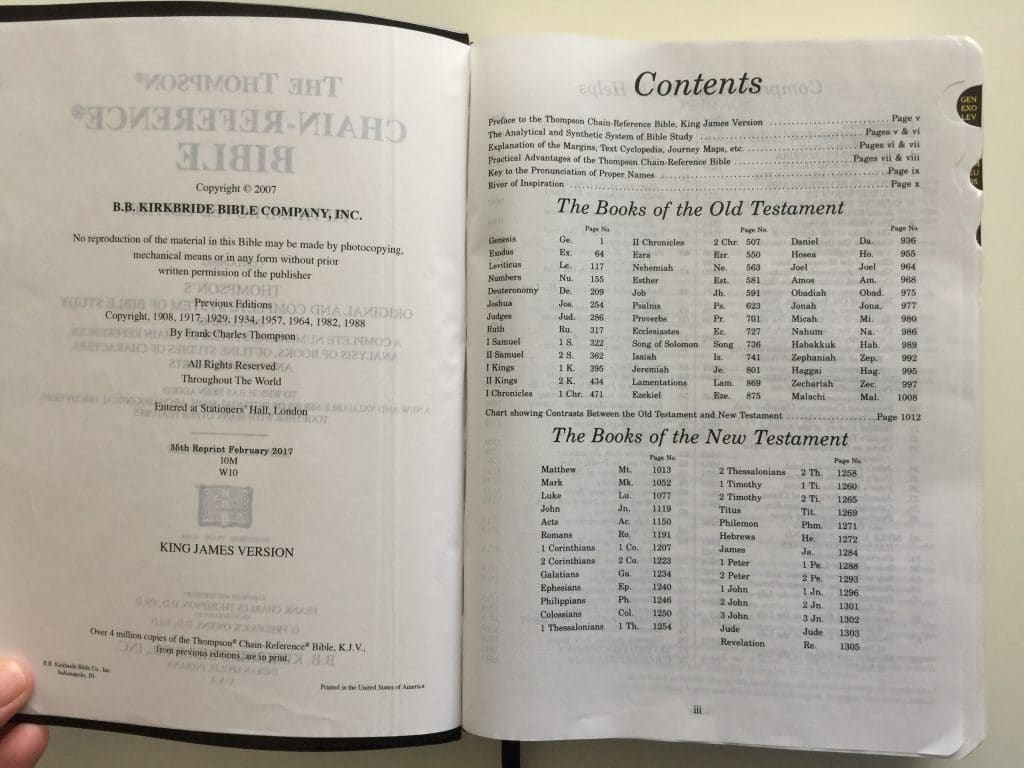 THE THOMPSON®
CHAIN-REFERENCE®
BIBLE
Copyright © 2007
B.B. KIRKBRIDE BIBLE COMPANY, INC.
No reproduction of the material in this Bible may be made by photocopying,
mechanical means or in any form without prior
written permission of the publisher
Previous Editions
Copyright, 1908, 1917, 1929, 1934, 1957, 1964, 1982, 1988
By Frank Charles Thompson
All Rights Reserved
Throughout The World
Entered at Stationers' Hall, London
35th Reprint February 2017
10M
W10
KING JAMES VERSION
Over 4 million copies of the Thompson® Chain-Reference® Bible, K.J.V.,
from previous editions, are in print.
B.B. Kirkbride Bible Co., Inc.
Indianapolis, IN.
Printed in the United States of America
Contents
Preface to the Thompson Chain-Reference Bible, King James Version Page v
The Analytical and Synthetic System of Bible Study Pages v & vi
Explanation of the Margins, Text Cyclopedia, Journey Maps, etc. Pages vi & vii
Practical Advantages of the Thompson Chain-Reference Bible Pages vii & viii
Key to the Pronunciation of Proper Names Page ix
River of Inspiration Page x
The Books of the Old Testament
Page No. Page No. Page No.
Genesis Ge. 1 II Chronicles 2 Chr. 507 Daniel Da. 936
Exodus Ex. 64 Ezra Ezr. 550 Hosea Ho. 955
Leviticus Le. 117 Nehemiah Ne. 563 Joel Joel 964
Numbers Nu. 155 Esther Est. 581 Amos Am. 968
Deuteronomy De. 209 Job Jb. 591 Obadiah Obad. 975
Joshua Jos. 254 Psalms Ps. 623 Jonah Jona. 977
Judges Jud. 286 Proverbs Pr. 701 Micah Mi. 980
Ruth Ru. 317 Ecclesiastes Ec. 727 Nahum Na. 986
I Samuel 1 S. 322 Song of Solomon Song 736 Habakkuk Hab. 989
II Samuel 2 S. 362 Isaiah Is. 741 Zephaniah Zep. 992
I Kings 1 K. 395 Jeremiah Je. 801 Haggai Hag. 995
II Kings 2 K. 434 Lamentations Lam. 869 Zechariah Zec. 997
I Chronicles 1 Chr. 471 Ezekiel Eze. 875 Malachi Mal. 1008
Chart showing Contrasts Between the Old Testament and New Testament Page 1012
The Books of the New Testament
Page No. Page No.
Matthew Mt. 1013 2 Thessalonians 2 Th. 1258
Mark Mk. 1052 1 Timothy 1 Ti. 1260
Luke Lu. 1077 2 Timothy 2 Ti. 1265
John Jn. 1119 Titus Tit. 1269
Acts Ac. 1150 Philemon Phm. 1271
Romans Ro. 1191 Hebrews He. 1272
1 Corinthians 1 Co. 1207 James Ja. 1284
2 Corinthians 2 Co. 1223 1 Peter 1 Pe. 1288
Galatians Ga. 1234 2 Peter 2 Pe. 1293
Ephesians Ep. 1240 1 John 1 Jn. 1296
Philippians Ph. 1246 2 John 2 Jn. 1301
Colossians Col. 1250 3 John 3 Jn. 1302
1 Thessalonians 1 Th. 1254 Jude Jude 1303
Revelation Re. 1305
iii
GEN
EXO
LEV